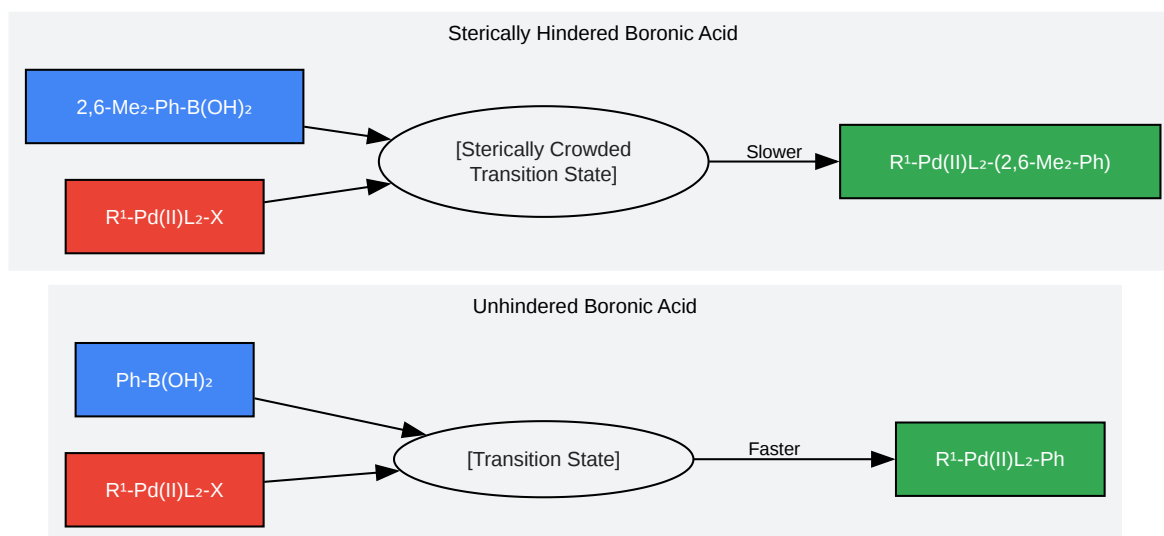 Sterically Hindered Boronic Acid
2,6-Me₂-Ph-B(OH)₂
R¹-Pd(II)L₂-X
[Sterically Crowded
Transition State]
Slower
R¹-Pd(II)L₂-(2,6-Me₂-Ph)
Unhindered Boronic Acid
Ph-B(OH)₂
R¹-Pd(II)L₂-X
[Transition State]
Faster
R¹-Pd(II)L₂-Ph